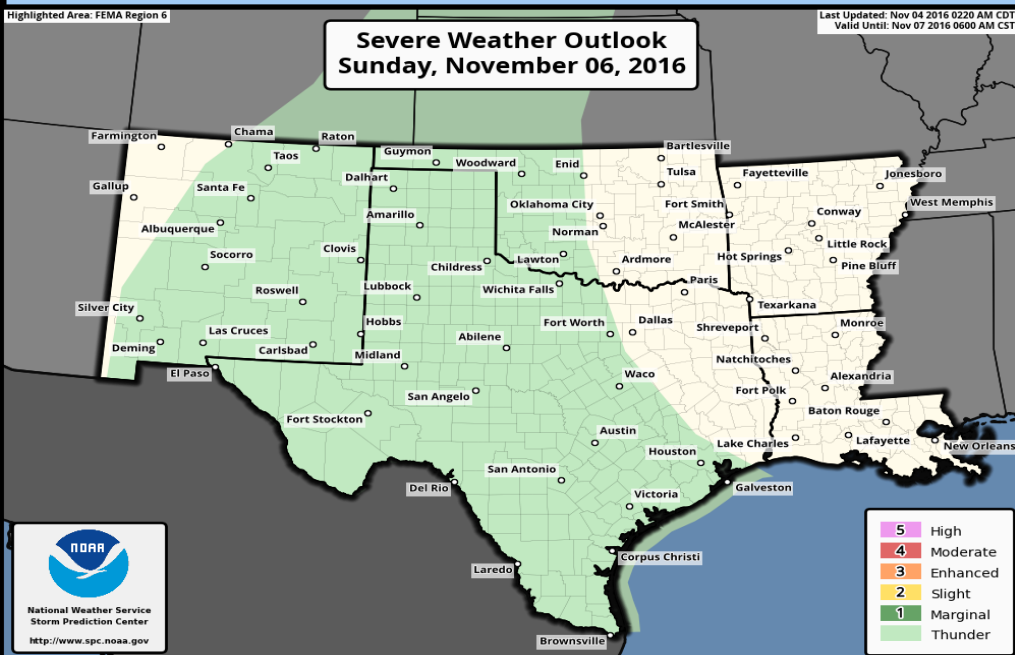 Highlighted Area: FEMA Region 6
Last Updated: Nov 04 2016 0220 AM CDT
Valid Until: Nov 07 2016 0600 AM CST
Severe Weather Outlook
Sunday, November 06, 2016
Farmington
Chama
Raton
Taos
Guymon
Woodward
Enid
Bartlesville
Tulsa
Fayetteville
Jonesboro
Gallup
Santa Fe
Dalhart
Oklahoma City
Fort Smith
West Memphis
Albuquerque
Amarillo
Norman
McAlester
Conway
Socorro
Clovis
Childress
Lawton
Ardmore
Hot Springs
Little Rock
Pine Bluff
Roswell
Lubbock
Wichita Falls
Paris
Texarkana
Silver City
Las Cruces
Hobbs
Fort Worth
Dallas
Shreveport
Monroe
Deming
Carlsbad
Midland
Abilene
Natchitoches
El Paso
San Angelo
Waco
Fort Polk
Alexandria
Fort Stockton
Austin
Baton Rouge
Houston
Lake Charles
Lafayette
New Orleans
Del Rio
San Antonio
Galveston
Victoria
Laredo
Corpus Christi
Brownsville
NOAA
National Weather Service
Storm Prediction Center
http://www.spc.noaa.gov
5 High
4 Moderate
3 Enhanced
2 Slight
1 Marginal
Thunder